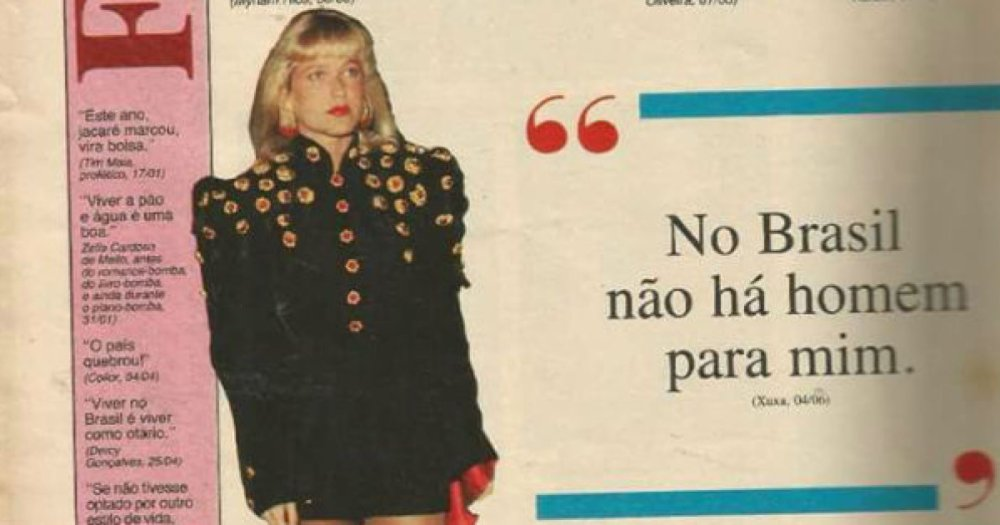 F
"Este ano,
jacaré marcou,
vira bolsa."
(Tim Maia,
profético, 17/01)
"Viver a pão
e água é uma
boa."
Zélia Cardoso
de Mello, antes
do romance-bomba,
do livro-bomba,
e ainda durante
o plano-bomba,
31/01)
"O país
quebrou!"
(Collor, 04/04)
"Viver no
Brasil é viver
como otário."
(Dercy
Gonçalves, 25/04)
"Se não tivesse
optado por outro
estilo de vida,
“
No Brasil
não há homem
para mim.
(Xuxa, 04/06)